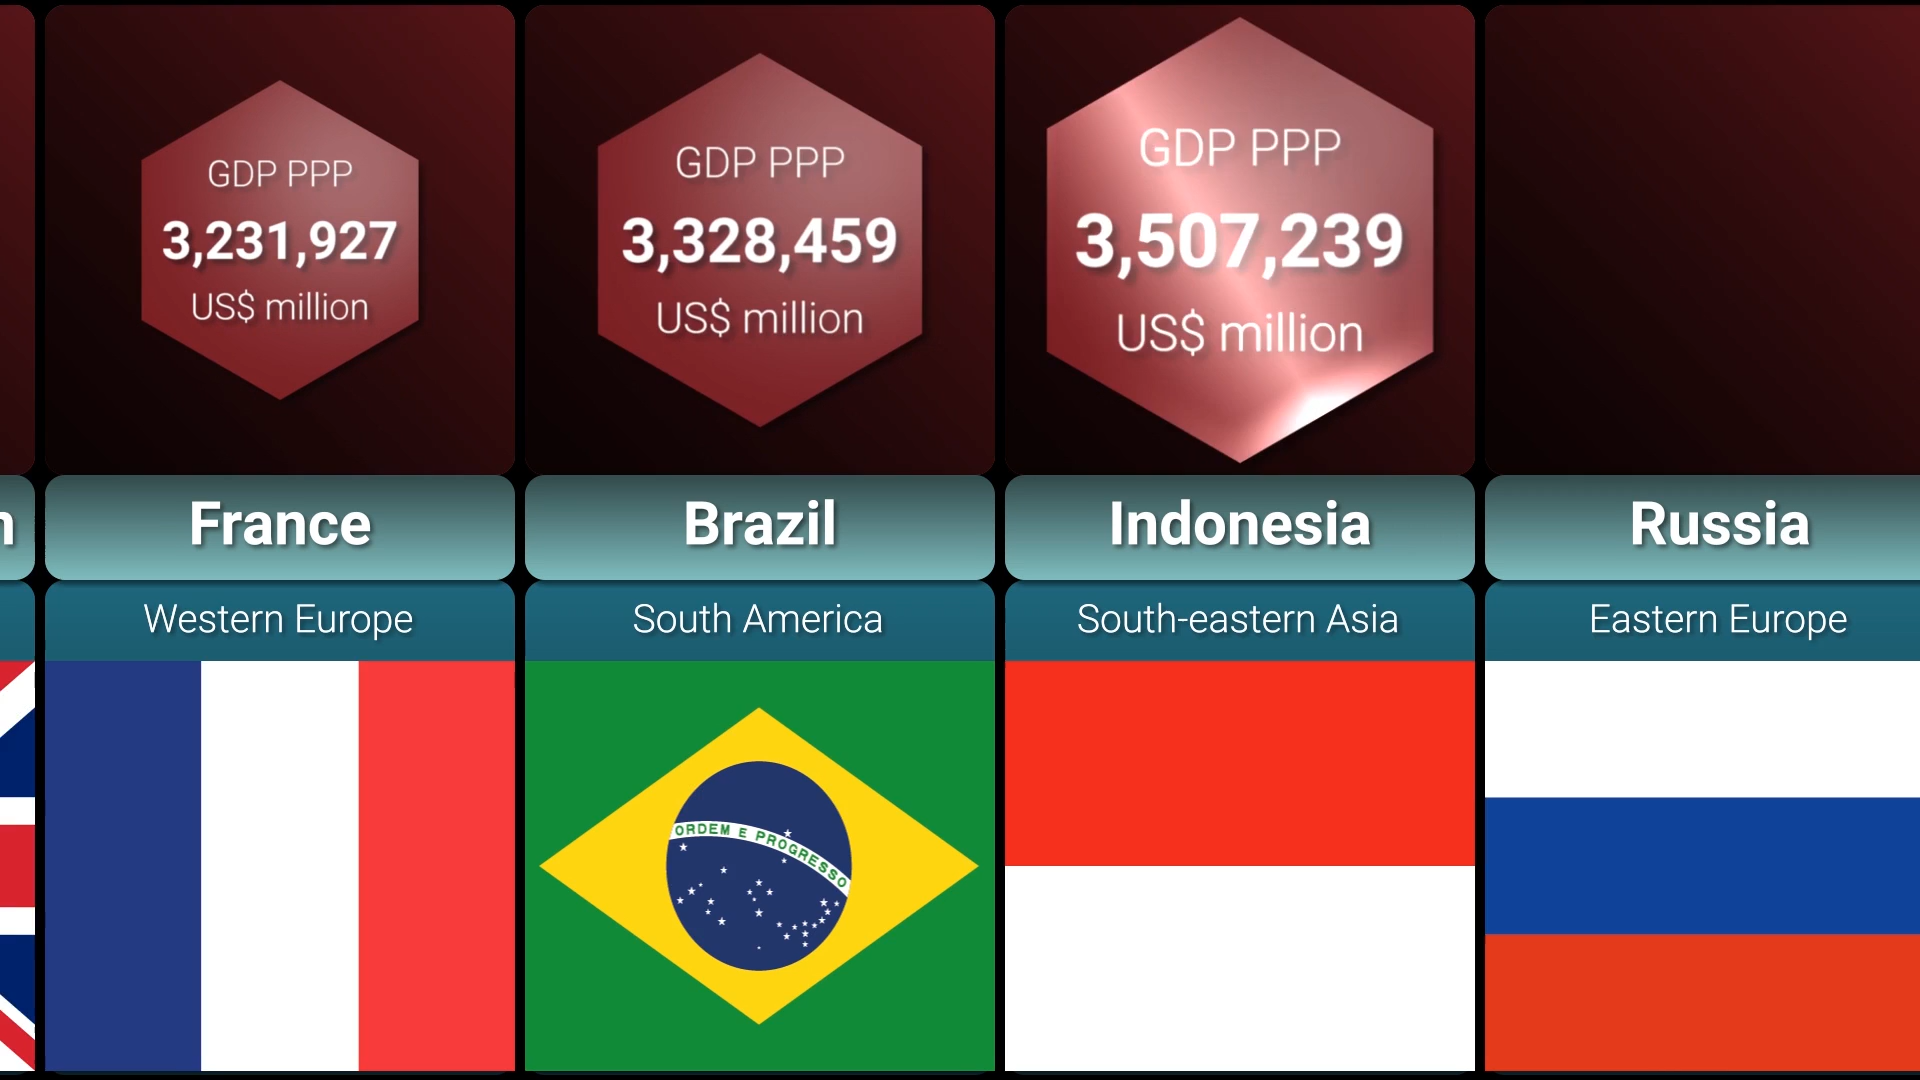 GDP PPP
3,231,927
US$ million
GDP PPP
3,328,459
US$ million
GDP PPP
3,507,239
US$ million
n
France
Brazil
Indonesia
Russia
Western Europe
South America
South-eastern Asia
Eastern Europe
ORDEM E PROGRESSO